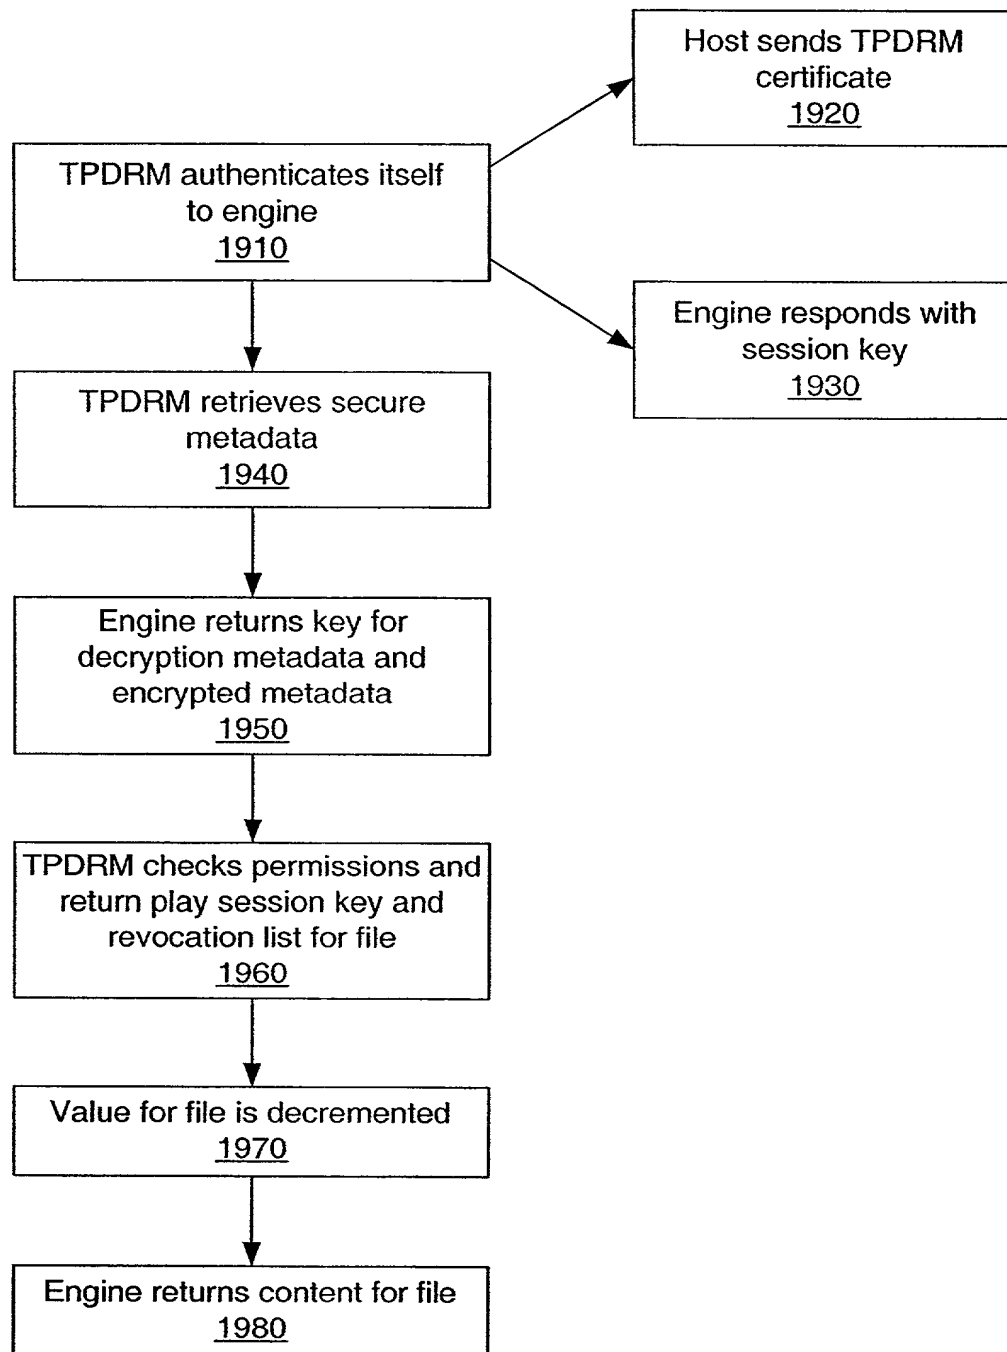 Host sends TPDRM
certificate
1920
TPDRM authenticates itself
to engine
1910
Engine responds with
session key
1930
TPDRM retrieves secure
metadata
1940
Engine returns key for
decryption metadata and
encrypted metadata
1950
TPDRM checks permissions and
return play session key and
revocation list for file
1960
Value for file is decremented
1970
Engine returns content for file
1980